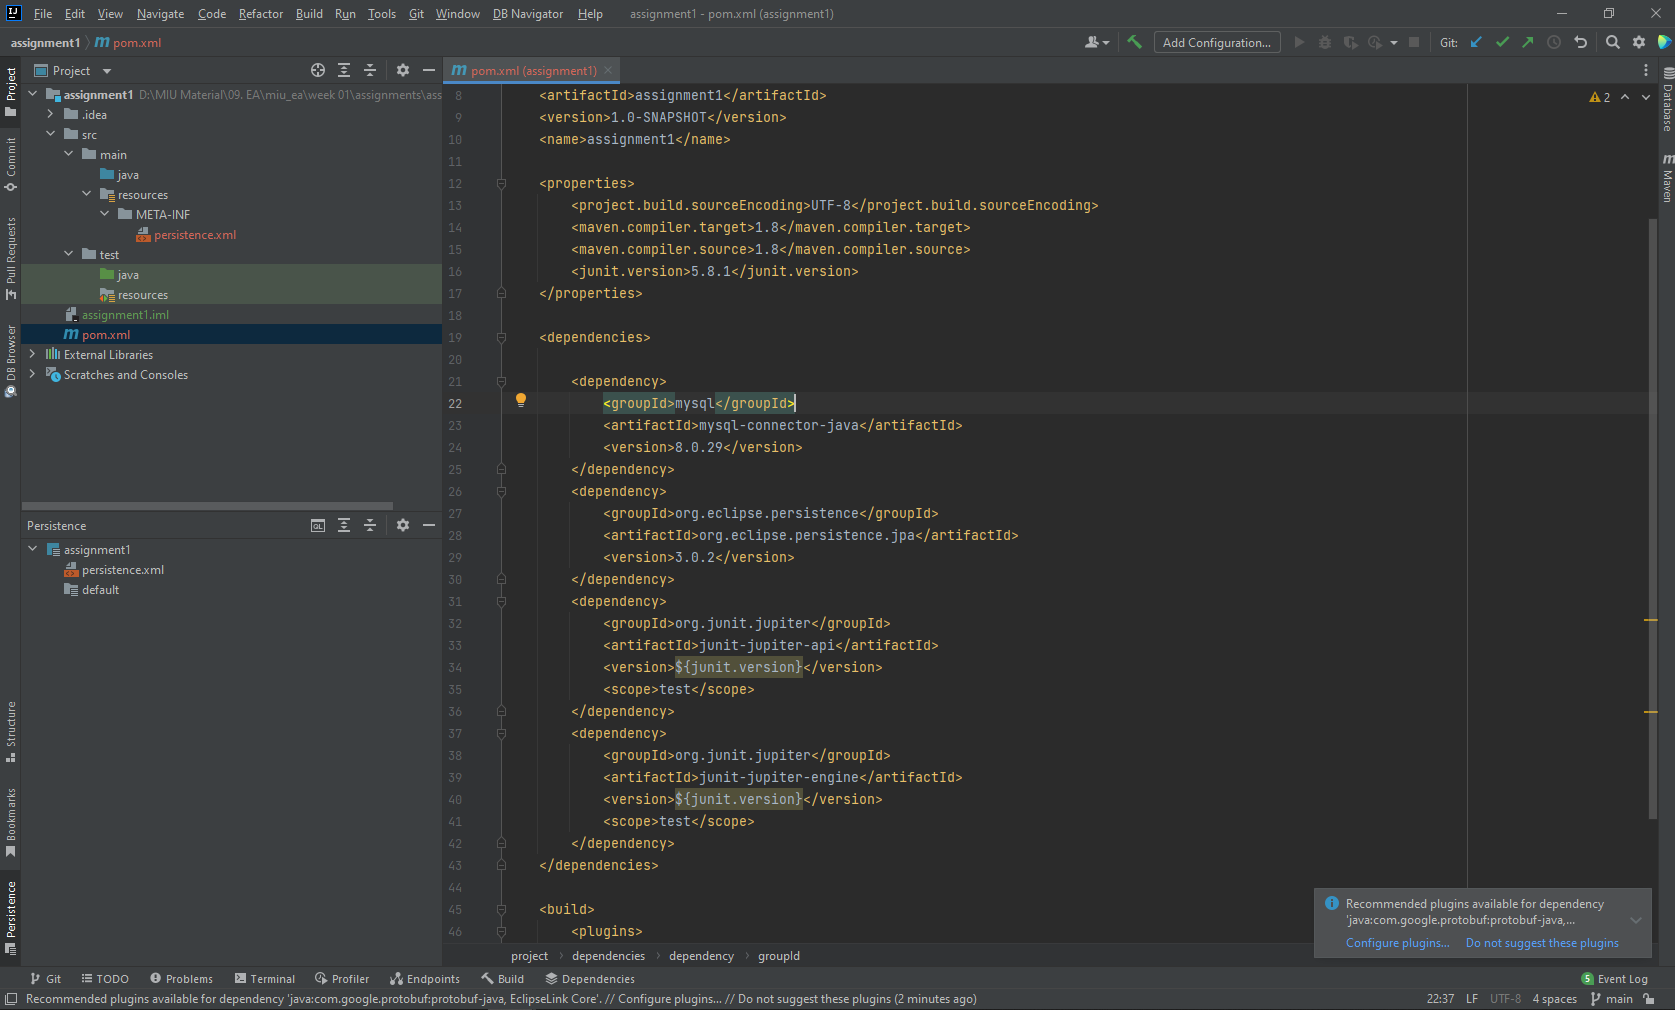 File Edit View Navigate Code Refactor Build Run Tools Git Window DB Navigator Help assignment1 - pom.xml (assignment1)
assignment1 pom.xml
Add Configuration...
Git:
Project
Commit
Pull Requests
DB Browser
Structure
Bookmarks
Persistence
Project
assignment1 D:\MIU Material\09. EA\miu_ea\week 01\assignments\ass
.idea
src
main
java
resources
META-INF
persistence.xml
test
java
resources
assignment1.iml
pom.xml
External Libraries
Scratches and Consoles
Persistence
assignment1
persistence.xml
default
pom.xml (assignment1)
2
8 <artifactId>assignment1</artifactId>
9 <version>1.0-SNAPSHOT</version>
10 <name>assignment1</name>
11
12 <properties>
13 <project.build.sourceEncoding>UTF-8</project.build.sourceEncoding>
14 <maven.compiler.target>1.8</maven.compiler.target>
15 <maven.compiler.source>1.8</maven.compiler.source>
16 <junit.version>5.8.1</junit.version>
17 </properties>
18
19 <dependencies>
20
21 <dependency>
22 <groupId>mysql</groupId>
23 <artifactId>mysql-connector-java</artifactId>
24 <version>8.0.29</version>
25 </dependency>
26 <dependency>
27 <groupId>org.eclipse.persistence</groupId>
28 <artifactId>org.eclipse.persistence.jpa</artifactId>
29 <version>3.0.2</version>
30 </dependency>
31 <dependency>
32 <groupId>org.junit.jupiter</groupId>
33 <artifactId>junit-jupiter-api</artifactId>
34 <version>${junit.version}</version>
35 <scope>test</scope>
36 </dependency>
37 <dependency>
38 <groupId>org.junit.jupiter</groupId>
39 <artifactId>junit-jupiter-engine</artifactId>
40 <version>${junit.version}</version>
41 <scope>test</scope>
42 </dependency>
43 </dependencies>
44
45 <build>
46 <plugins>
Database
Maven
Recommended plugins available for dependency
'java:com.google.protobuf:protobuf-java,...
Configure plugins... Do not suggest these plugins
project dependencies dependency groupId
Git TODO Problems Terminal Profiler Endpoints Build Dependencies 5 Event Log
Recommended plugins available for dependency 'java:com.google.protobuf:protobuf-java, EclipseLink Core'. // Configure plugins... // Do not suggest these plugins (2 minutes ago) 22:37 LF UTF-8 4 spaces main